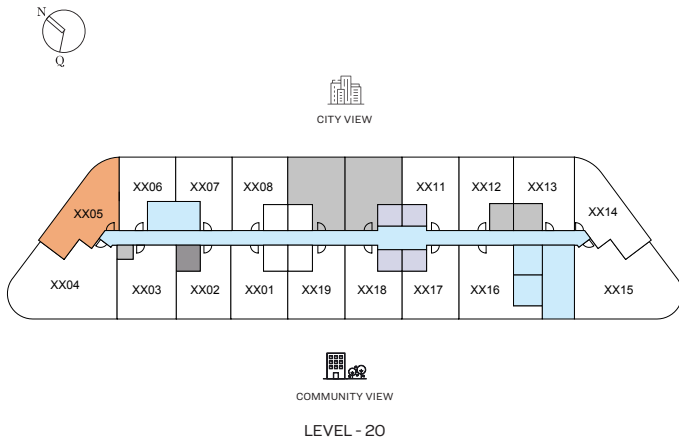 N
Q
CITY VIEW
XX06 XX07 XX08 XX11 XX12 XX13
XX05 XX14
XX04 XX03 XX02 XX01 XX19 XX18 XX17 XX16 XX15
COMMUNITY VIEW
LEVEL - 20